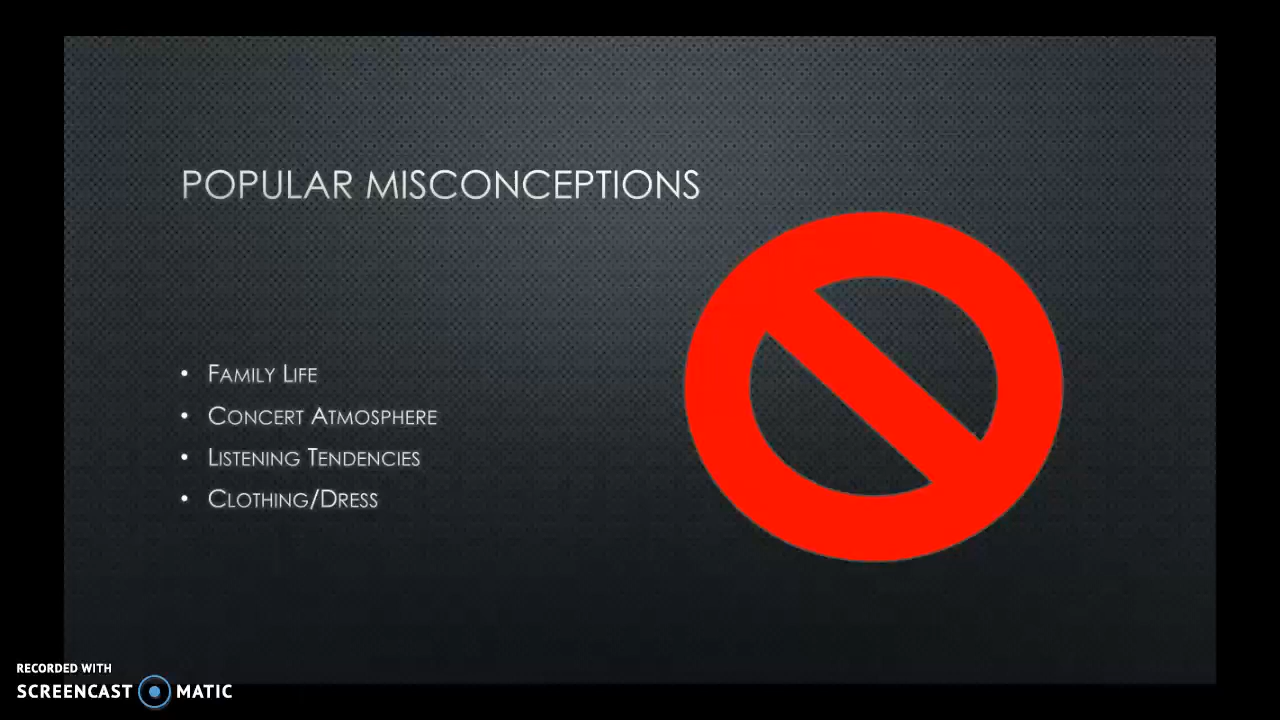 POPULAR MISCONCEPTIONS
• FAMILY LIFE
• CONCERT ATMOSPHERE
• LISTENING TENDENCIES
• CLOTHING/DRESS
RECORDED WITH
SCREENCAST MATIC